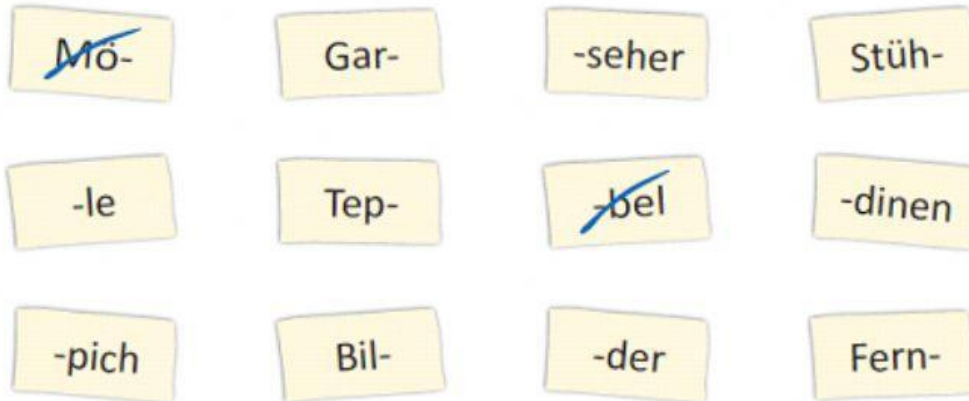 Mö- Gar- -seher Stüh-
-le Tep- -bel -dinen
-pich Bil- -der Fern-